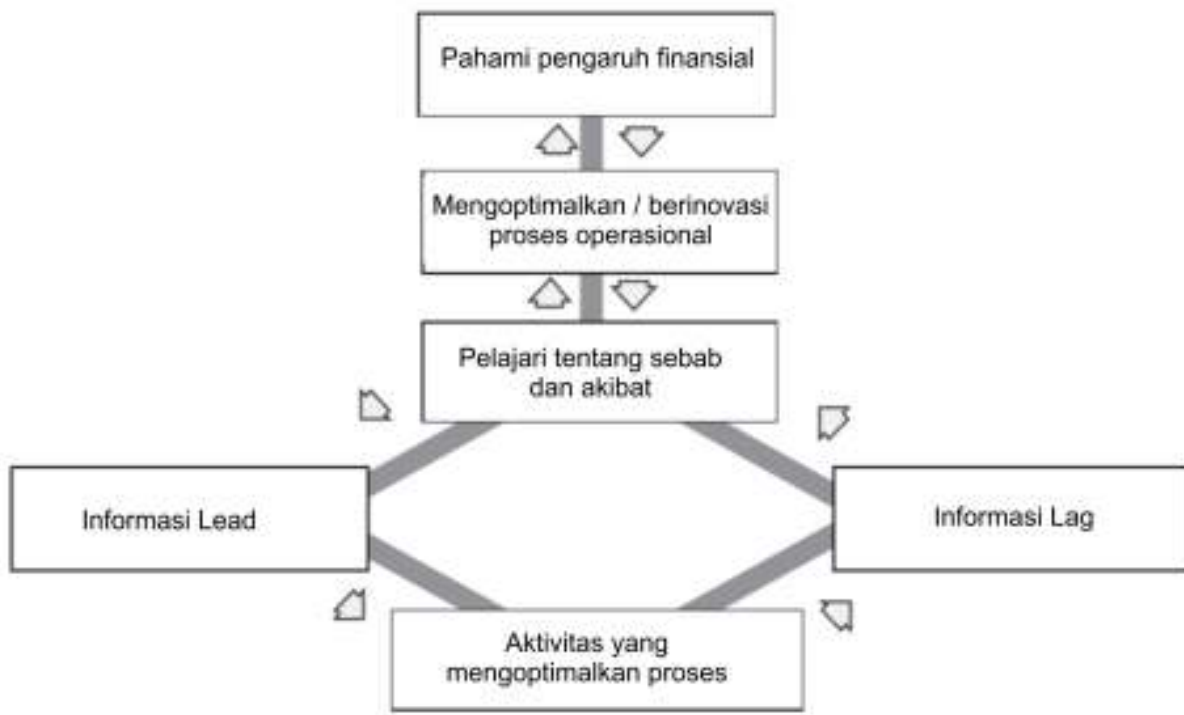 Pahami pengaruh finansial
Mengoptimalkan / berinovasi
proses operasional
Pelajari tentang sebab
dan akibat
Informasi Lead
Informasi Lag
Aktivitas yang
mengoptimalkan proses